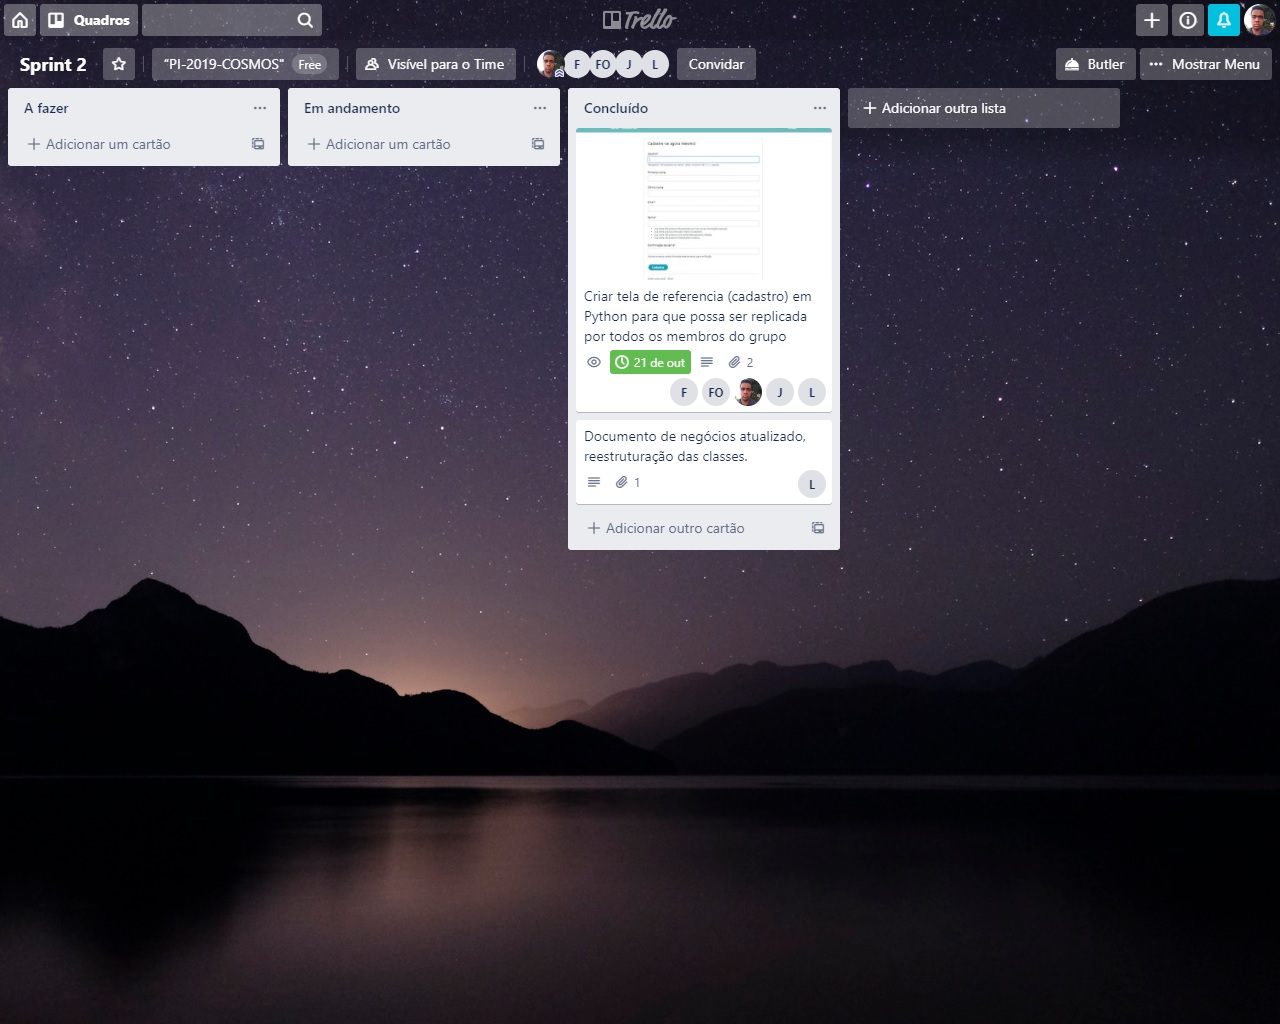 Quadros
Trello
Sprint 2
"PI-2019-COSMOS" Free
Visível para o Time
F FO J L
Convidar
Butler
Mostrar Menu
A fazer
Adicionar um cartão
Em andamento
Adicionar um cartão
Concluído
Criar tela de referencia (cadastro) em
Python para que possa ser replicada
por todos os membros do grupo
21 de out
2
F FO J L
Documento de negócios atualizado,
reestruturação das classes.
1
L
Adicionar outro cartão
Adicionar outra lista